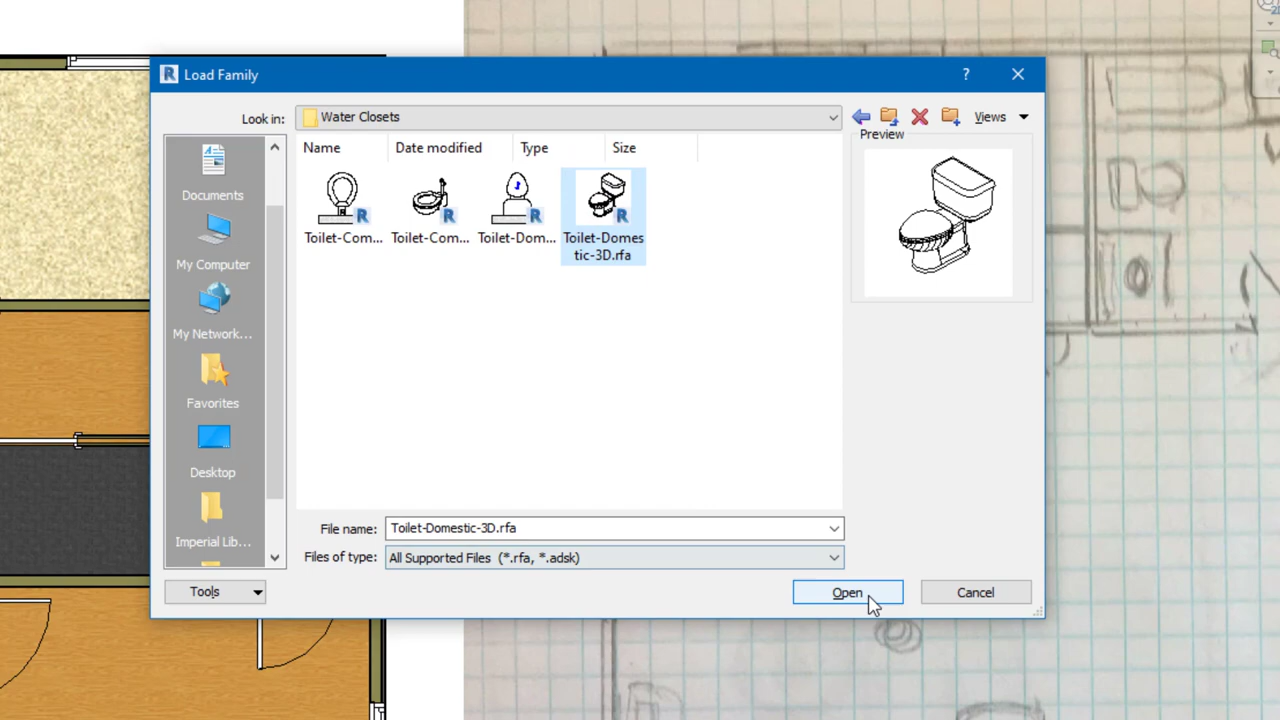 Load Family
?
Look in:
Water Closets
Views
Preview
Name
Date modified
Type
Size
Documents
My Computer
My Network...
Favorites
Desktop
Imperial Lib...
Toilet-Com...
Toilet-Com...
Toilet-Dom...
Toilet-Domes
tic-3D.rfa
File name:
Toilet-Domestic-3D.rfa
Files of type:
All Supported Files (*.rfa, *.adsk)
Tools
Open
Cancel